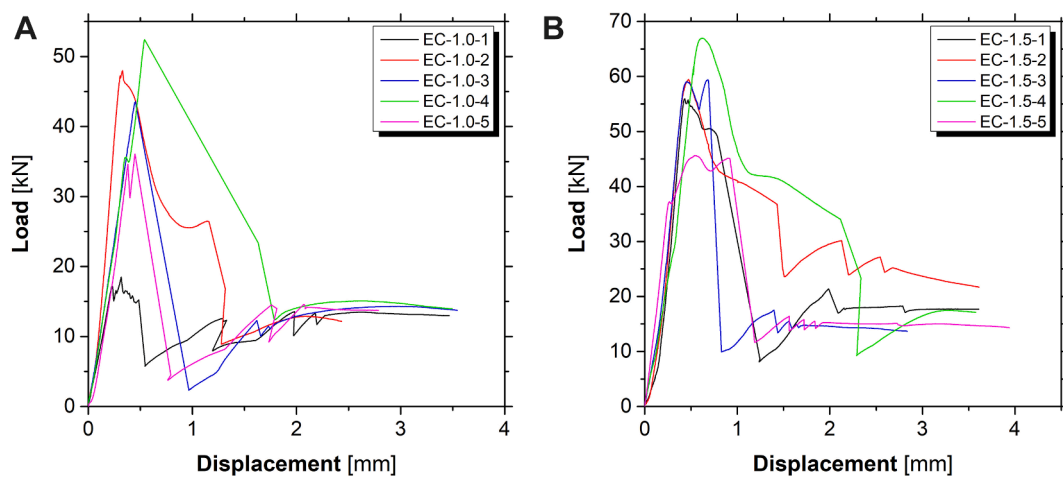 A
Load [kN]
50
40
30
20
10
0
0
1
2
3
4
Displacement [mm]
EC-1.0-1
EC-1.0-2
EC-1.0-3
EC-1.0-4
EC-1.0-5
B
Load [kN]
70
60
50
40
30
20
10
0
0
1
2
3
4
Displacement [mm]
EC-1.5-1
EC-1.5-2
EC-1.5-3
EC-1.5-4
EC-1.5-5